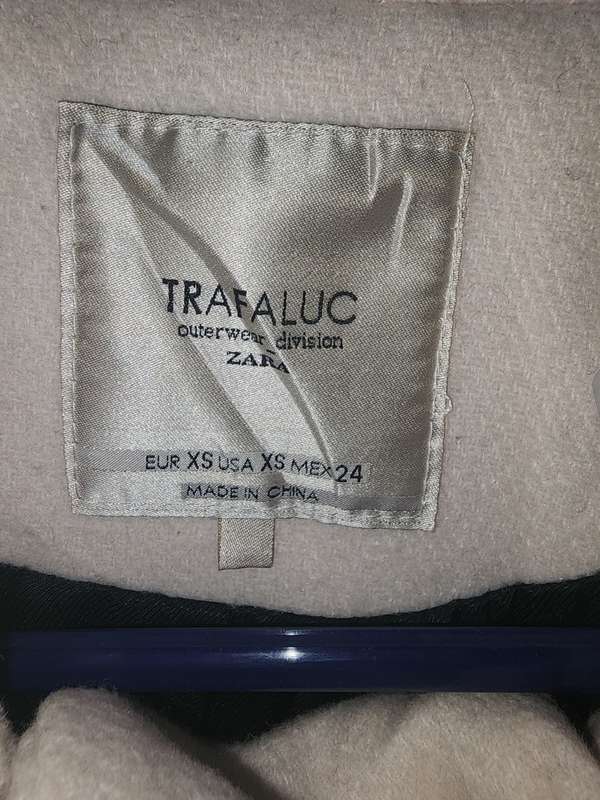 TRAFALUC
outerwear division
ZARA
EUR XS USA XS MEX 24
MADE IN CHINA